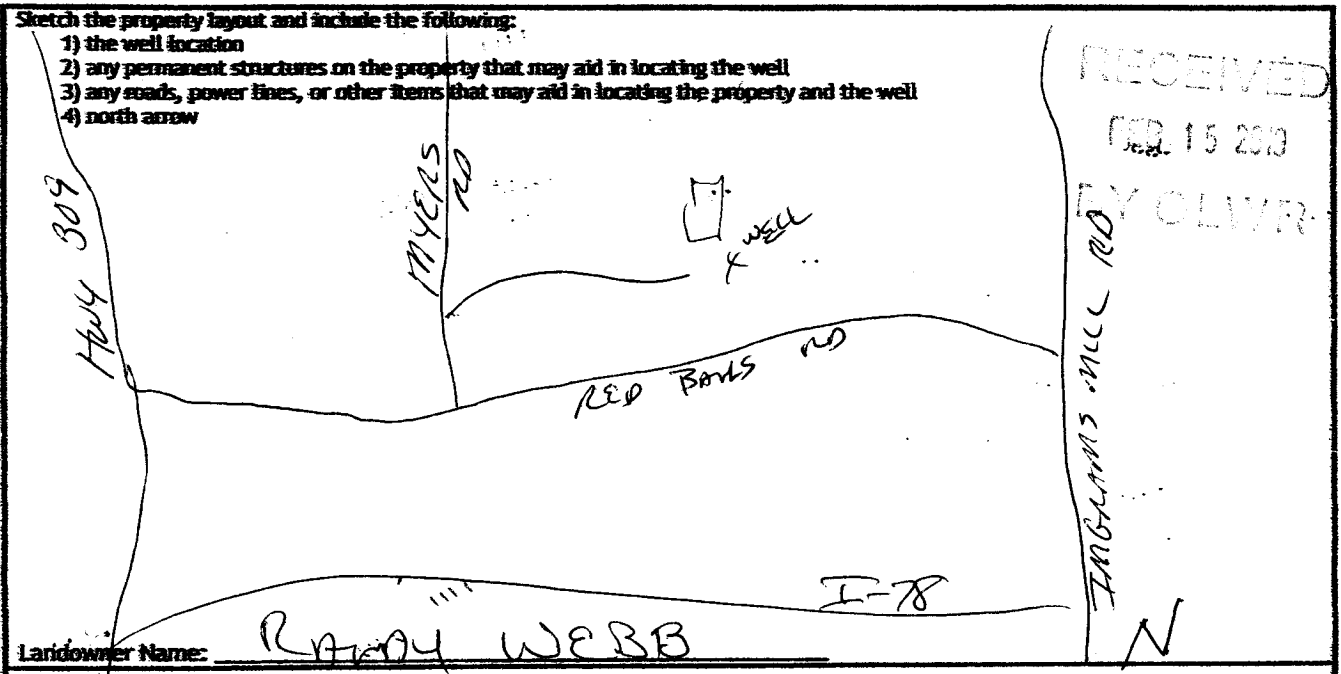 Sketch the property layout and include the following:
1) the well location
2) any permanent structures on the property that may aid in locating the well
3) any roads, power lines, or other items that may aid in locating the property and the well
4) north arrow
RECEIVED
15
BY OLWR
HWY 309
MYERS RD
X WELL
RED BANKS RD
INGRAMS MILL RD
I-78
N
Landowner Name: RANDY WEBB